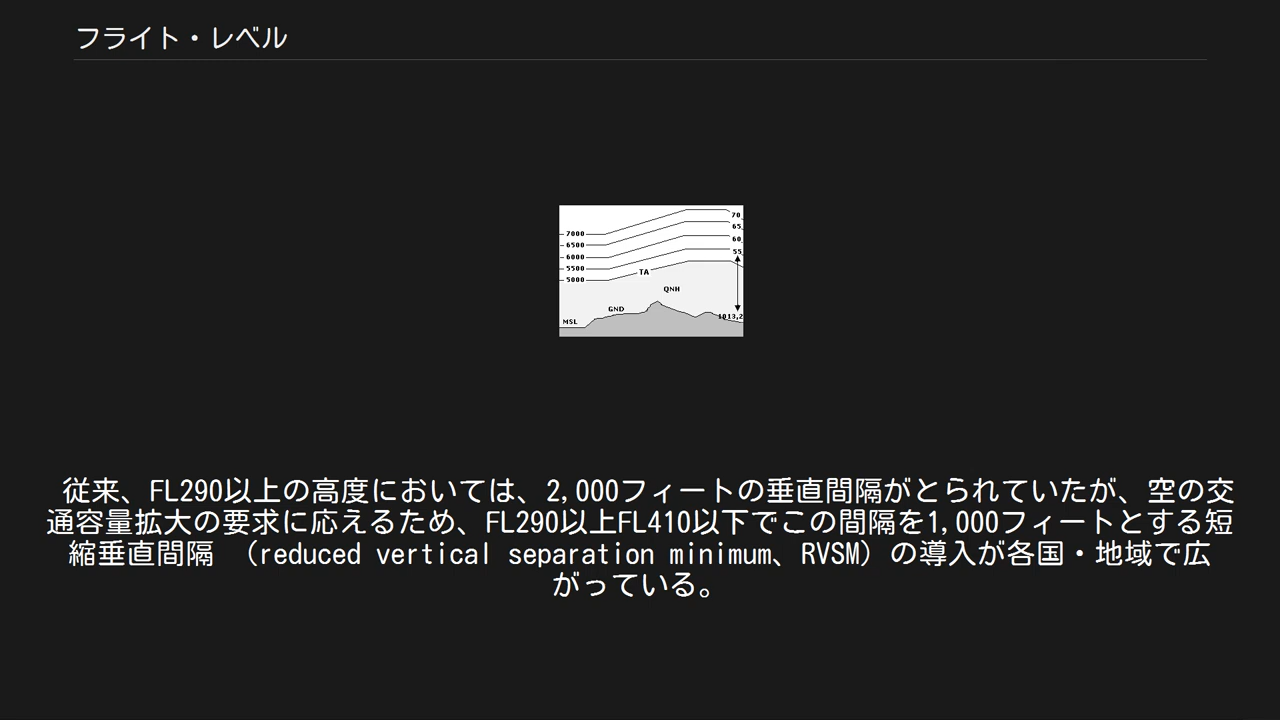 フライト・レベル
70
65
7000
6500
60
6000
55
5500
TA
5000
QNH
GND
1013,2
MSL
従来、FL290以上の高度においては、2,000フィートの垂直間隔がとられていたが、空の交
通容量拡大の要求に応えるため、FL290以上FL410以下でこの間隔を1,000フィートとする短
縮垂直間隔 （reduced vertical separation minimum、RVSM）の導入が各国・地域で広
がっている。